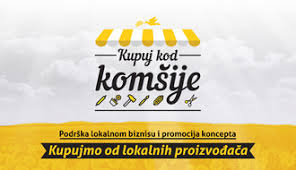 Kupuj kod
komšije
Podrška lokalnom biznisu i promocija koncepta
Kupujmo od lokalnih proizvođača